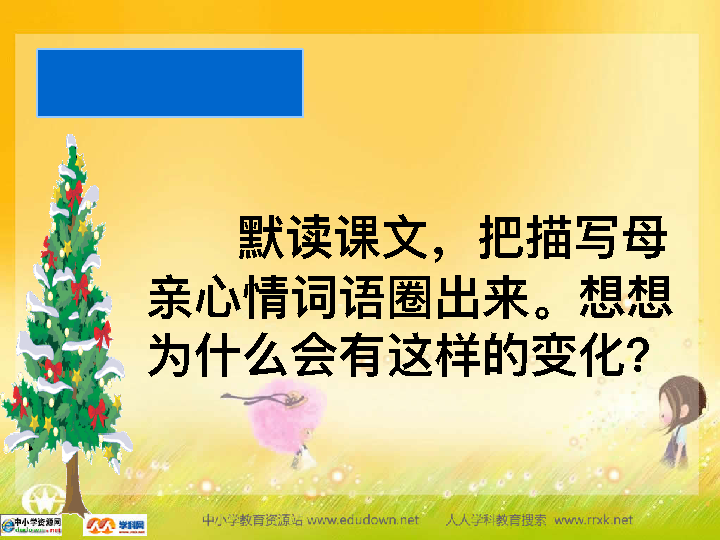 默读课文，把描写母
亲心情词语圈出来。想想
为什么会有这样的变化？
中小学资源网
学科网
中小学教育资源站 www.edudown.net 人人学科教育搜索 www.rrxk.net